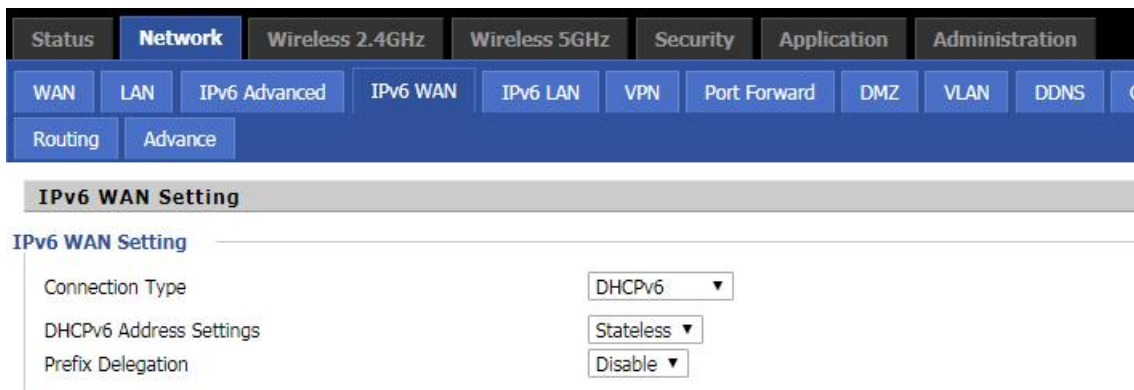 Status Network Wireless 2.4GHz Wireless 5GHz Security Application Administration
WAN LAN IPv6 Advanced IPv6 WAN IPv6 LAN VPN Port Forward DMZ VLAN DDNS
Routing Advance
IPv6 WAN Setting
IPv6 WAN Setting
Connection Type DHCPv6
DHCPv6 Address Settings Stateless
Prefix Delegation Disable